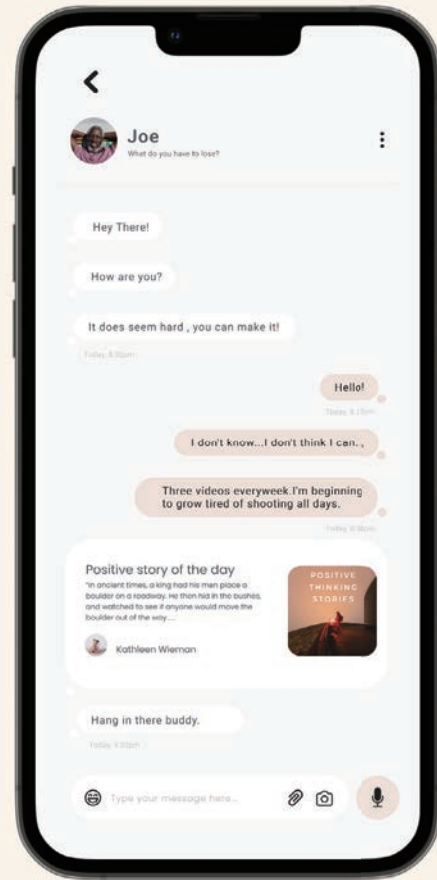 Joe
What do you have to lose?
Hey There!
How are you?
It does seem hard , you can make it!
Today, 8:30pm
Hello!
I don't know...I don't think I can. ,
Three videos everyweek.I'm beginning
to grow tired of shooting all days.
Positive story of the day
"In ancient times, a king had his men place a
boulder on a roadway. He then hid in the bushes,
and watched to see if anyone would move the
boulder out of the way....
Kathleen Wieman
POSITIVE
THINKING
STORIES
Hang in there buddy.
Type your message here...